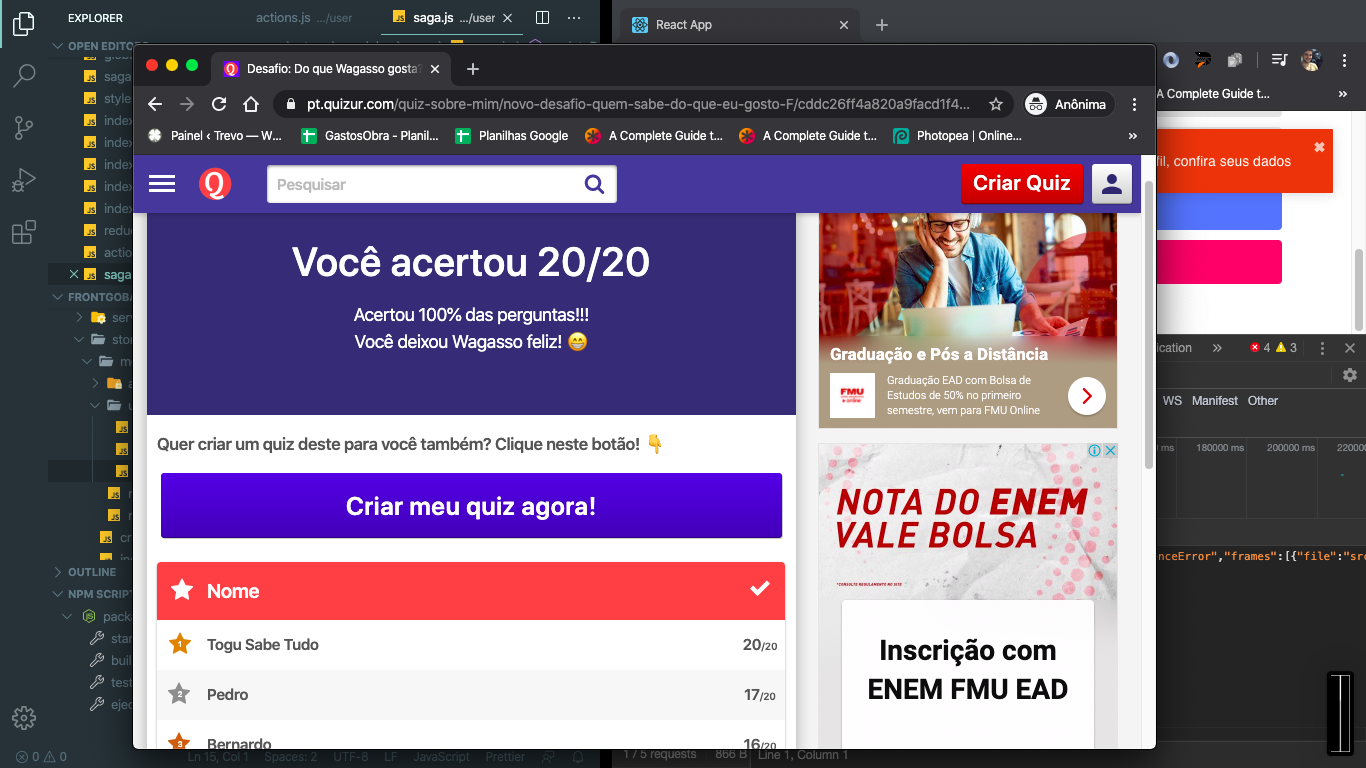 EXPLORER
actions.js .../user
saga.js .../user
React App
OPEN EDITORS
Desafio: Do que Wagasso gosta?
pt.quizur.com/quiz-sobre-mim/novo-desafio-quem-sabe-do-que-eu-gosto-F/cddc26ff4a820a9facd1f4...
Anônima
A Complete Guide t...
»
Painel ‹ Trevo — W...
GastosObra - Planil...
Planilhas Google
A Complete Guide t...
A Complete Guide t...
Photopea | Online...
»
saga
style
index
index
index
index
index
redu
actio
saga
fil, confira seus dados
Q
Pesquisar
Criar Quiz
Você acertou 20/20
Acertou 100% das perguntas!!!
Você deixou Wagasso feliz! 😁
Quer criar um quiz deste para você também? Clique neste botão! 👇
Criar meu quiz agora!
Nome
1 Togu Sabe Tudo 20/20
2 Pedro 17/20
3 Bernardo 16/20
Graduação e Pós a Distância
FMU
Graduação EAD com Bolsa de
Estudos de 50% no primeiro
semestre, vem para FMU Online
NOTA DO ENEM
VALE BOLSA
*CONSULTE REGULAMENTO NO SITE
Inscrição com
ENEM FMU EAD
FRONTGOBA
ser
sto
m
OUTLINE
NPM SCRIPT
packa
star
buil
test
ejec
ication » 4 3
WS Manifest Other
ms 180000 ms 200000 ms 22000
nceError","frames":[{"file":"src
0 0
Ln 15, Col 1 Spaces: 2 UTF-8 LF JavaScript Prettier
1 / 5 requests 866 B
Line 1, Column 1